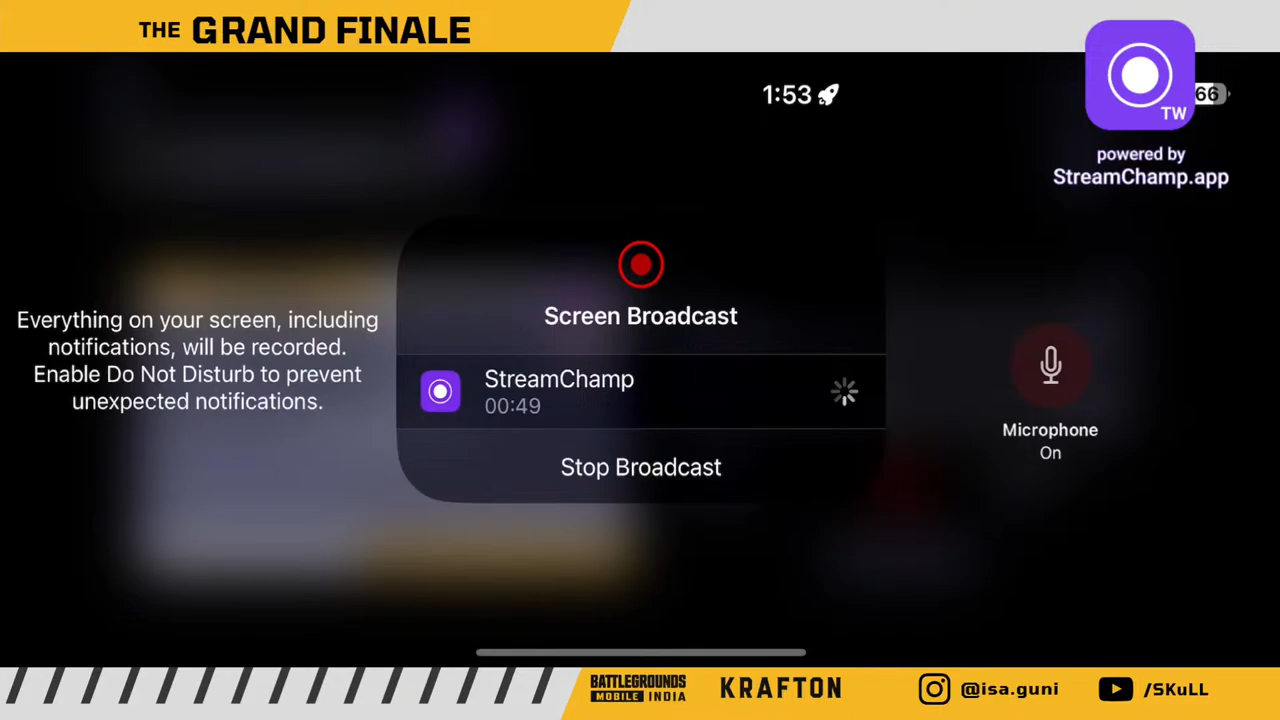 THE GRAND FINALE
1:53
66
TW
powered by
StreamChamp.app
Screen Broadcast
Everything on your screen, including
notifications, will be recorded.
Enable Do Not Disturb to prevent
unexpected notifications.
StreamChamp
00:49
Stop Broadcast
Microphone
On
BATTLEGROUNDS
MOBILE INDIA
KRAFTON
@isa.guni
/SKuLL